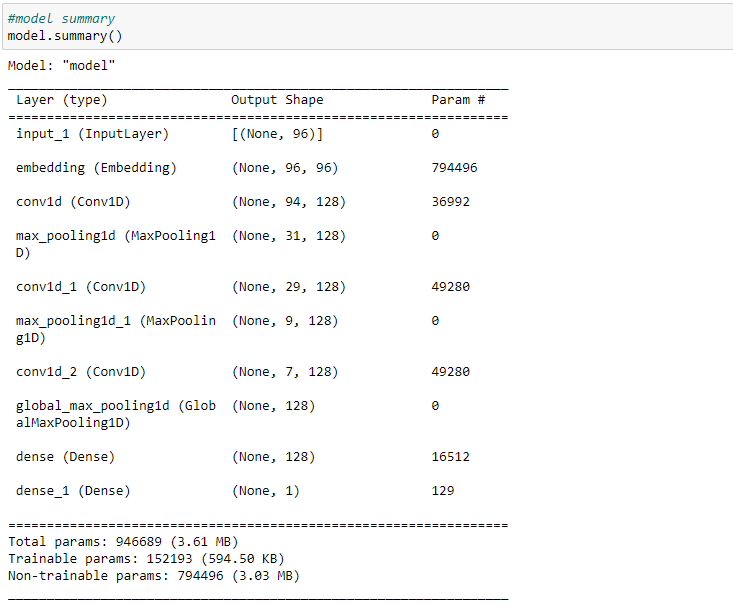 #model summary
model.summary()
Model: "model"
_________________________________________________________________
Layer (type) Output Shape Param #
=================================================================
input_1 (InputLayer) [(None, 96)] 0
embedding (Embedding) (None, 96, 96) 794496
conv1d (Conv1D) (None, 94, 128) 36992
max_pooling1d (MaxPooling1 (None, 31, 128) 0
D)
conv1d_1 (Conv1D) (None, 29, 128) 49280
max_pooling1d_1 (MaxPoolin (None, 9, 128) 0
g1D)
conv1d_2 (Conv1D) (None, 7, 128) 49280
global_max_pooling1d (Glob (None, 128) 0
alMaxPooling1D)
dense (Dense) (None, 128) 16512
dense_1 (Dense) (None, 1) 129
=================================================================
Total params: 946689 (3.61 MB)
Trainable params: 152193 (594.50 KB)
Non-trainable params: 794496 (3.03 MB)
_________________________________________________________________